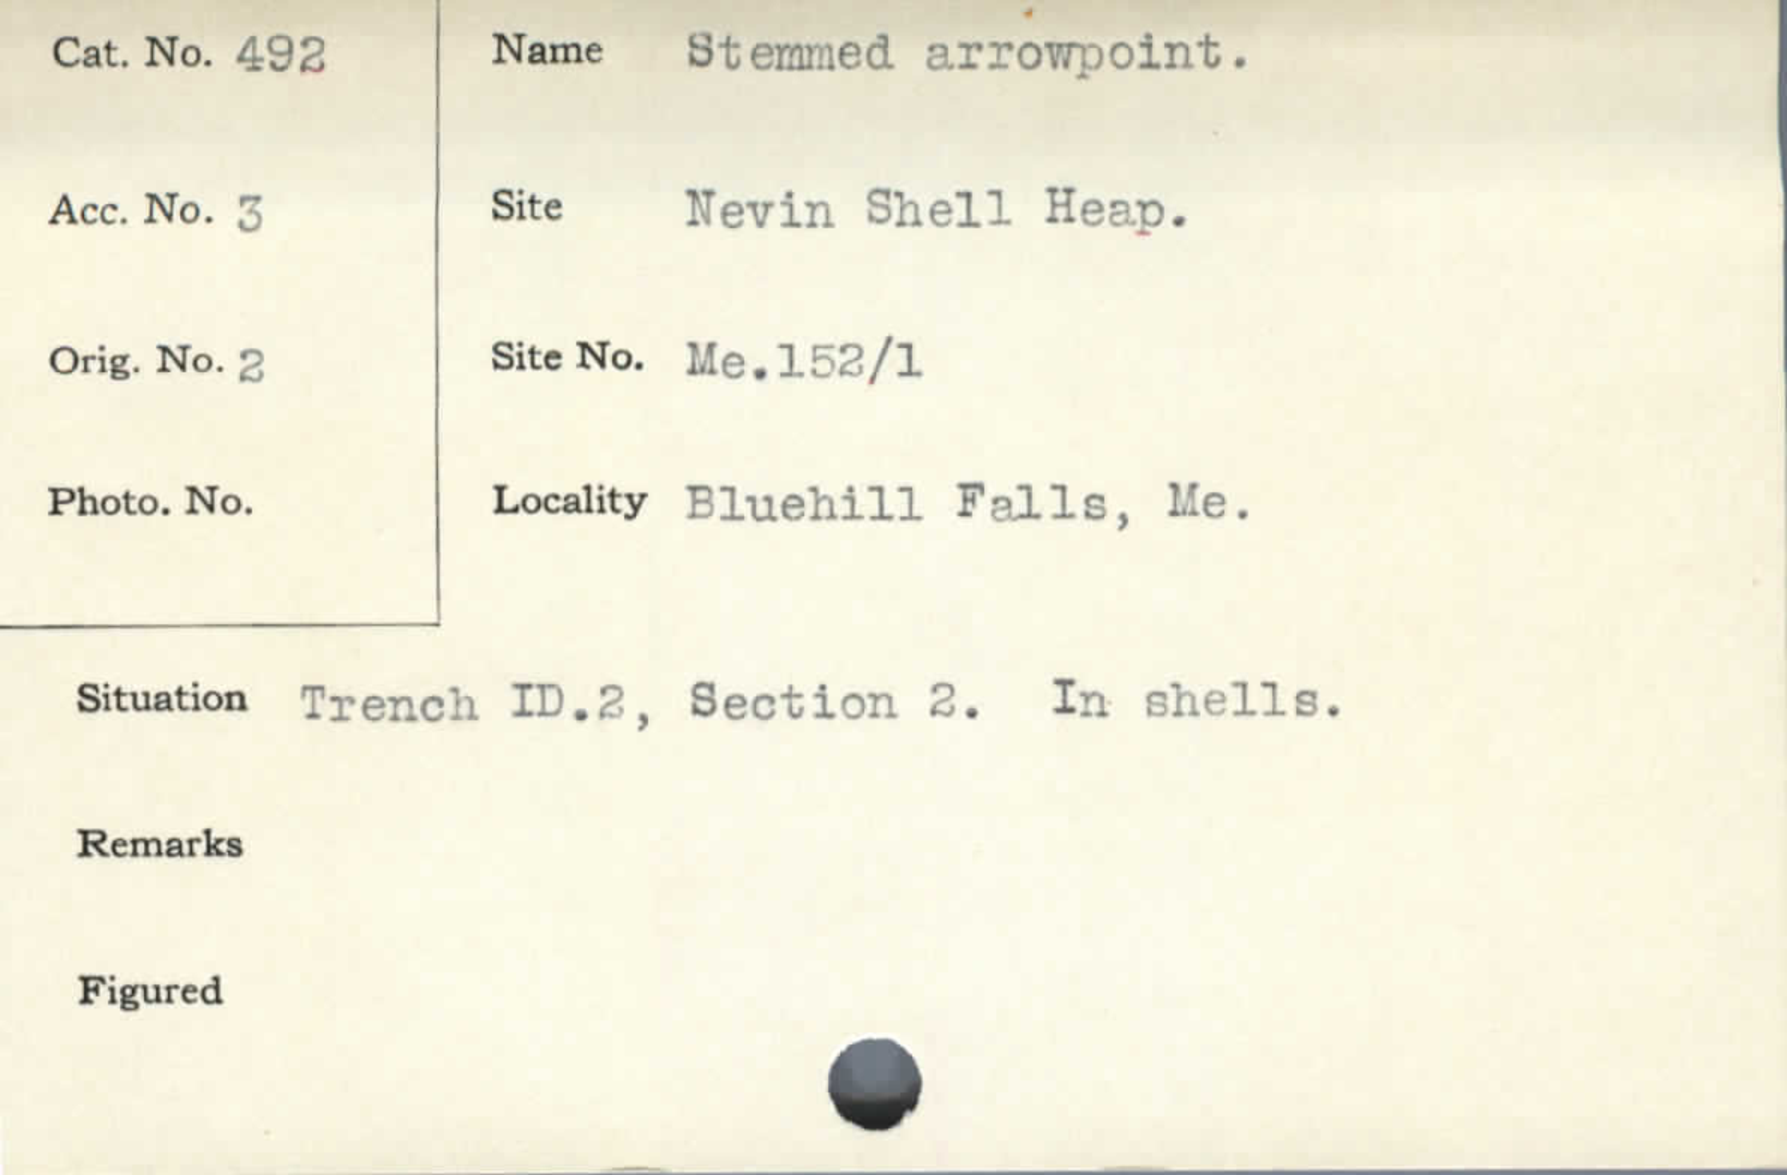 Cat. No. 492
Name Stemmed arrowpoint.
Acc. No. 3
Site Nevin Shell Heap.
Orig. No. 2
Site No. Me.152/1
Photo. No.
Locality Bluehill Falls, Me.
Situation Trench ID.2, Section 2. In shells.
Remarks
Figured